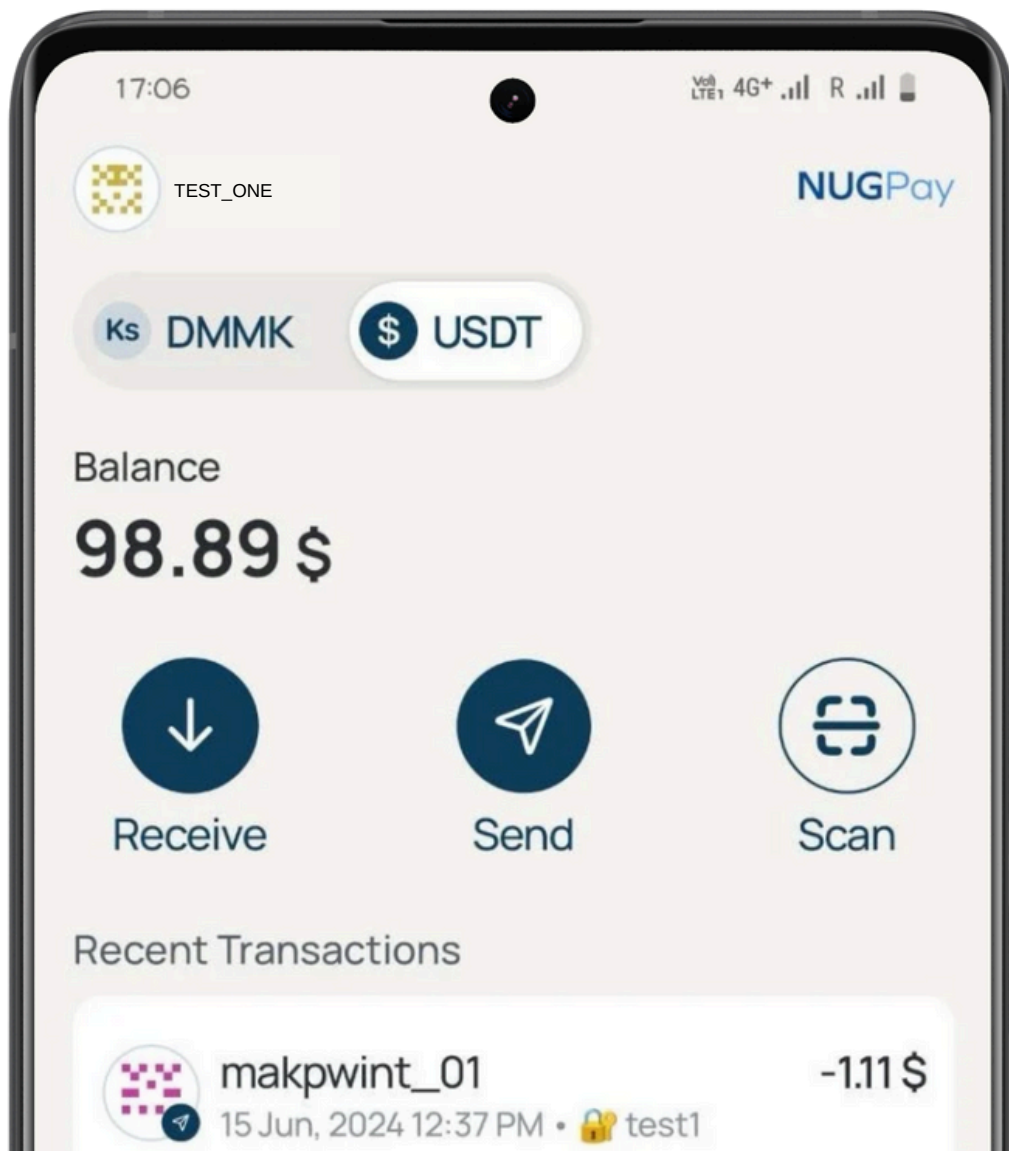 17:06 VoLTE1 4G+ R
TEST_ONE
NUGPay
Ks DMMK $ USDT
Balance
98.89 $
Receive Send Scan
Recent Transactions
makpwint_01 -1.11 $
15 Jun, 2024 12:37 PM • 🔐 test1